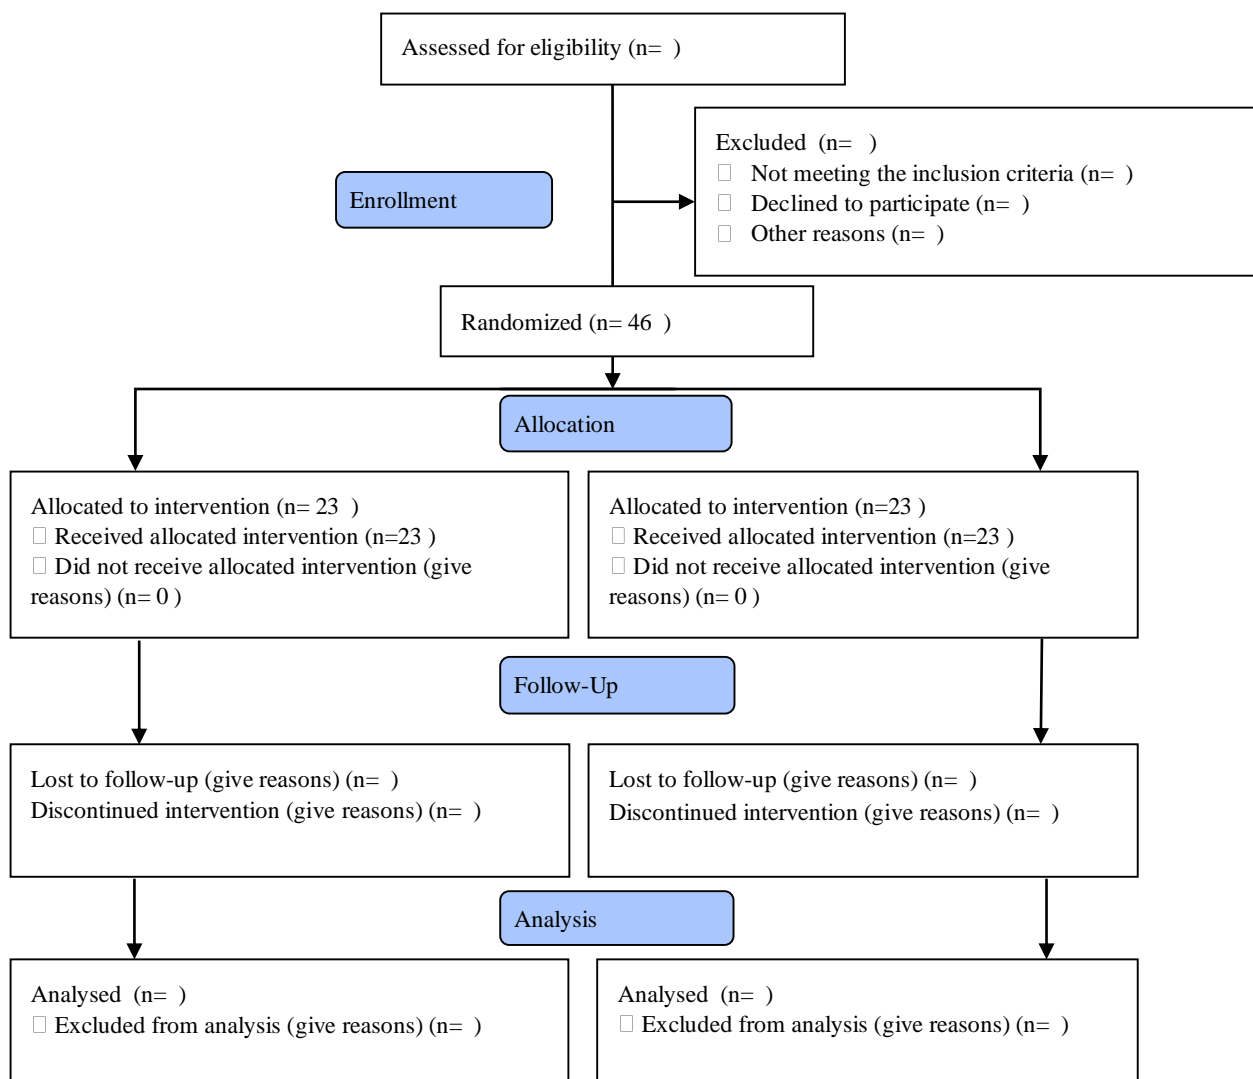 Assessed for eligibility (n=  )
Excluded  (n=   )
Not meeting the inclusion criteria (n=  )
Declined to participate (n=  )
Other reasons (n=  )
Enrollment
Randomized (n= 46  )
Allocation
Allocated to intervention (n= 23  )
Received allocated intervention (n=23 )
Did not receive allocated intervention (give
reasons) (n= 0 )
Allocated to intervention (n=23 )
Received allocated intervention (n=23 )
Did not receive allocated intervention (give
reasons) (n= 0 )
Follow-Up
Lost to follow-up (give reasons) (n=  )
Discontinued intervention (give reasons) (n=  )
Lost to follow-up (give reasons) (n=  )
Discontinued intervention (give reasons) (n=  )
Analysis
Analysed  (n=  )
Excluded from analysis (give reasons) (n=  )
Analysed  (n=  )
Excluded from analysis (give reasons) (n=  )